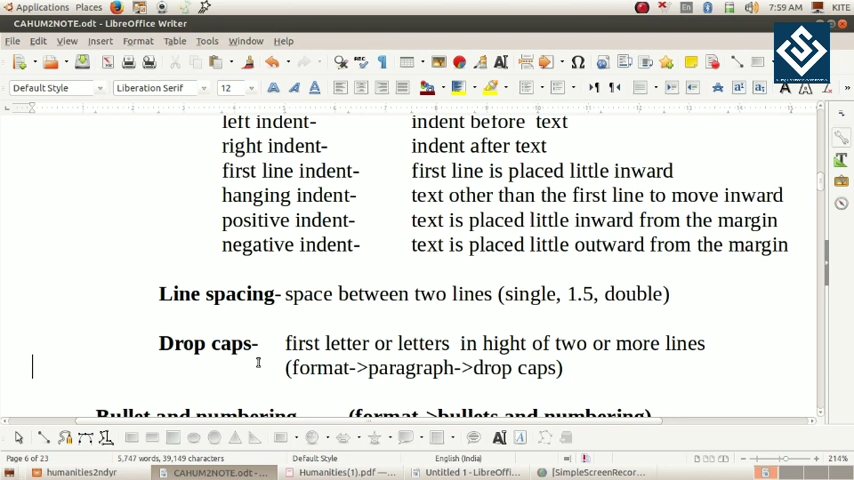 Applications Places En 7:59 AM KITE
CAHUM2NOTE.odt - LibreOffice Writer
File Edit View Insert Format Table Tools Window Help
Default Style Liberation Serif 12
left indent- indent before text
right indent- indent after text
first line indent- first line is placed little inward
hanging indent- text other than the first line to move inward
positive indent- text is placed little inward from the margin
negative indent- text is placed little outward from the margin
Line spacing- space between two lines (single, 1.5, double)
Drop caps- first letter or letters in hight of two or more lines
(format->paragraph->drop caps)
Bullet and numbering (format->bullets and numbering)
Page 6 of 23 5,747 words, 39,149 characters Default Style English (India) 214%
humanities2ndyr CAHUM2NOTE.odt - ... Humanities(1).pdf —... Untitled 1 - LibreOffi... [SimpleScreenRecor...